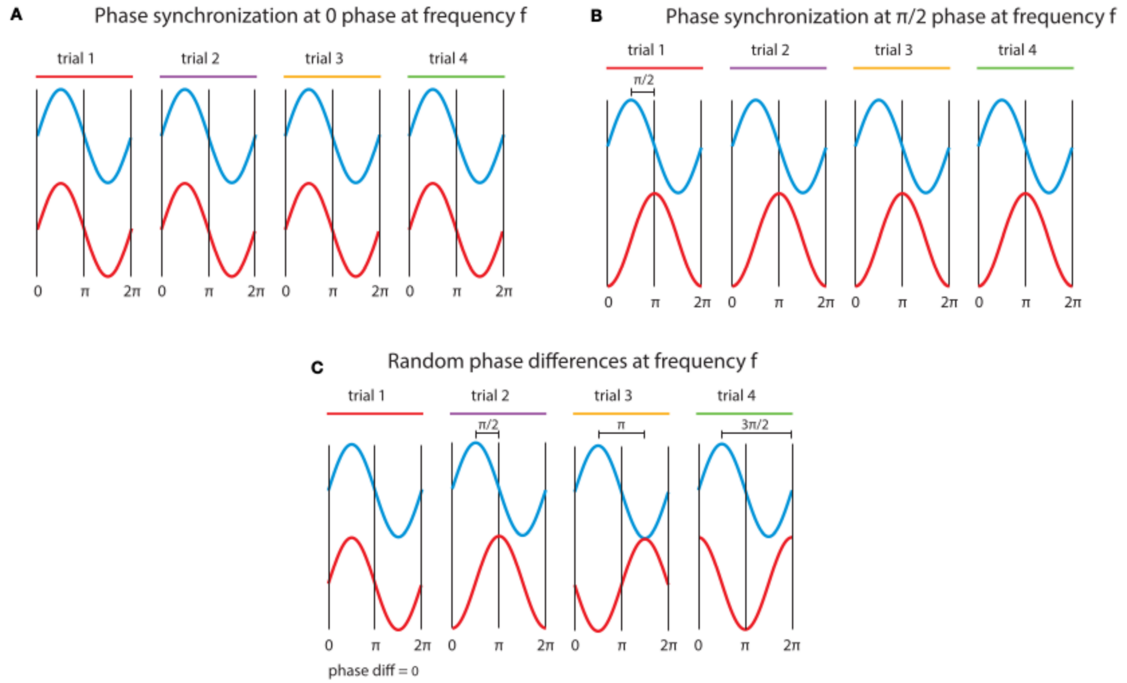 A
Phase synchronization at 0 phase at frequency f
trial 1 trial 2 trial 3 trial 4
0 π 2π 0 π 2π 0 π 2π 0 π 2π
B
Phase synchronization at π/2 phase at frequency f
trial 1 trial 2 trial 3 trial 4
π/2
0 π 2π 0 π 2π 0 π 2π 0 π 2π
C
Random phase differences at frequency f
trial 1 trial 2 trial 3 trial 4
π/2 π 3π/2
0 π 2π 0 π 2π 0 π 2π 0 π 2π
phase diff = 0